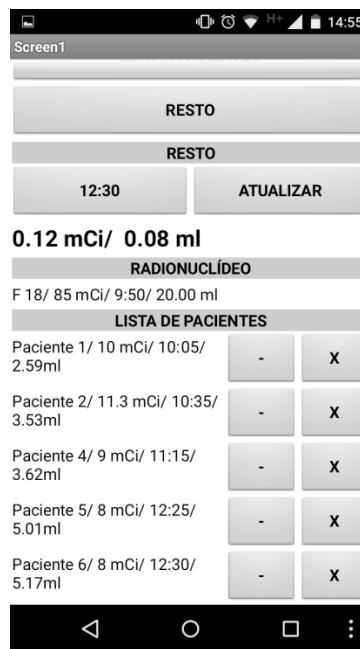 H+ 14:55
Screen1
RESTO
RESTO
12:30 ATUALIZAR
0.12 mCi/ 0.08 ml
RADIONUCLÍDEO
F 18/ 85 mCi/ 9:50/ 20.00 ml
LISTA DE PACIENTES
Paciente 1/ 10 mCi/ 10:05/
2.59ml - X
Paciente 2/ 11.3 mCi/ 10:35/
3.53ml - X
Paciente 4/ 9 mCi/ 11:15/
3.62ml - X
Paciente 5/ 8 mCi/ 12:25/
5.01ml - X
Paciente 6/ 8 mCi/ 12:30/
5.17ml - X